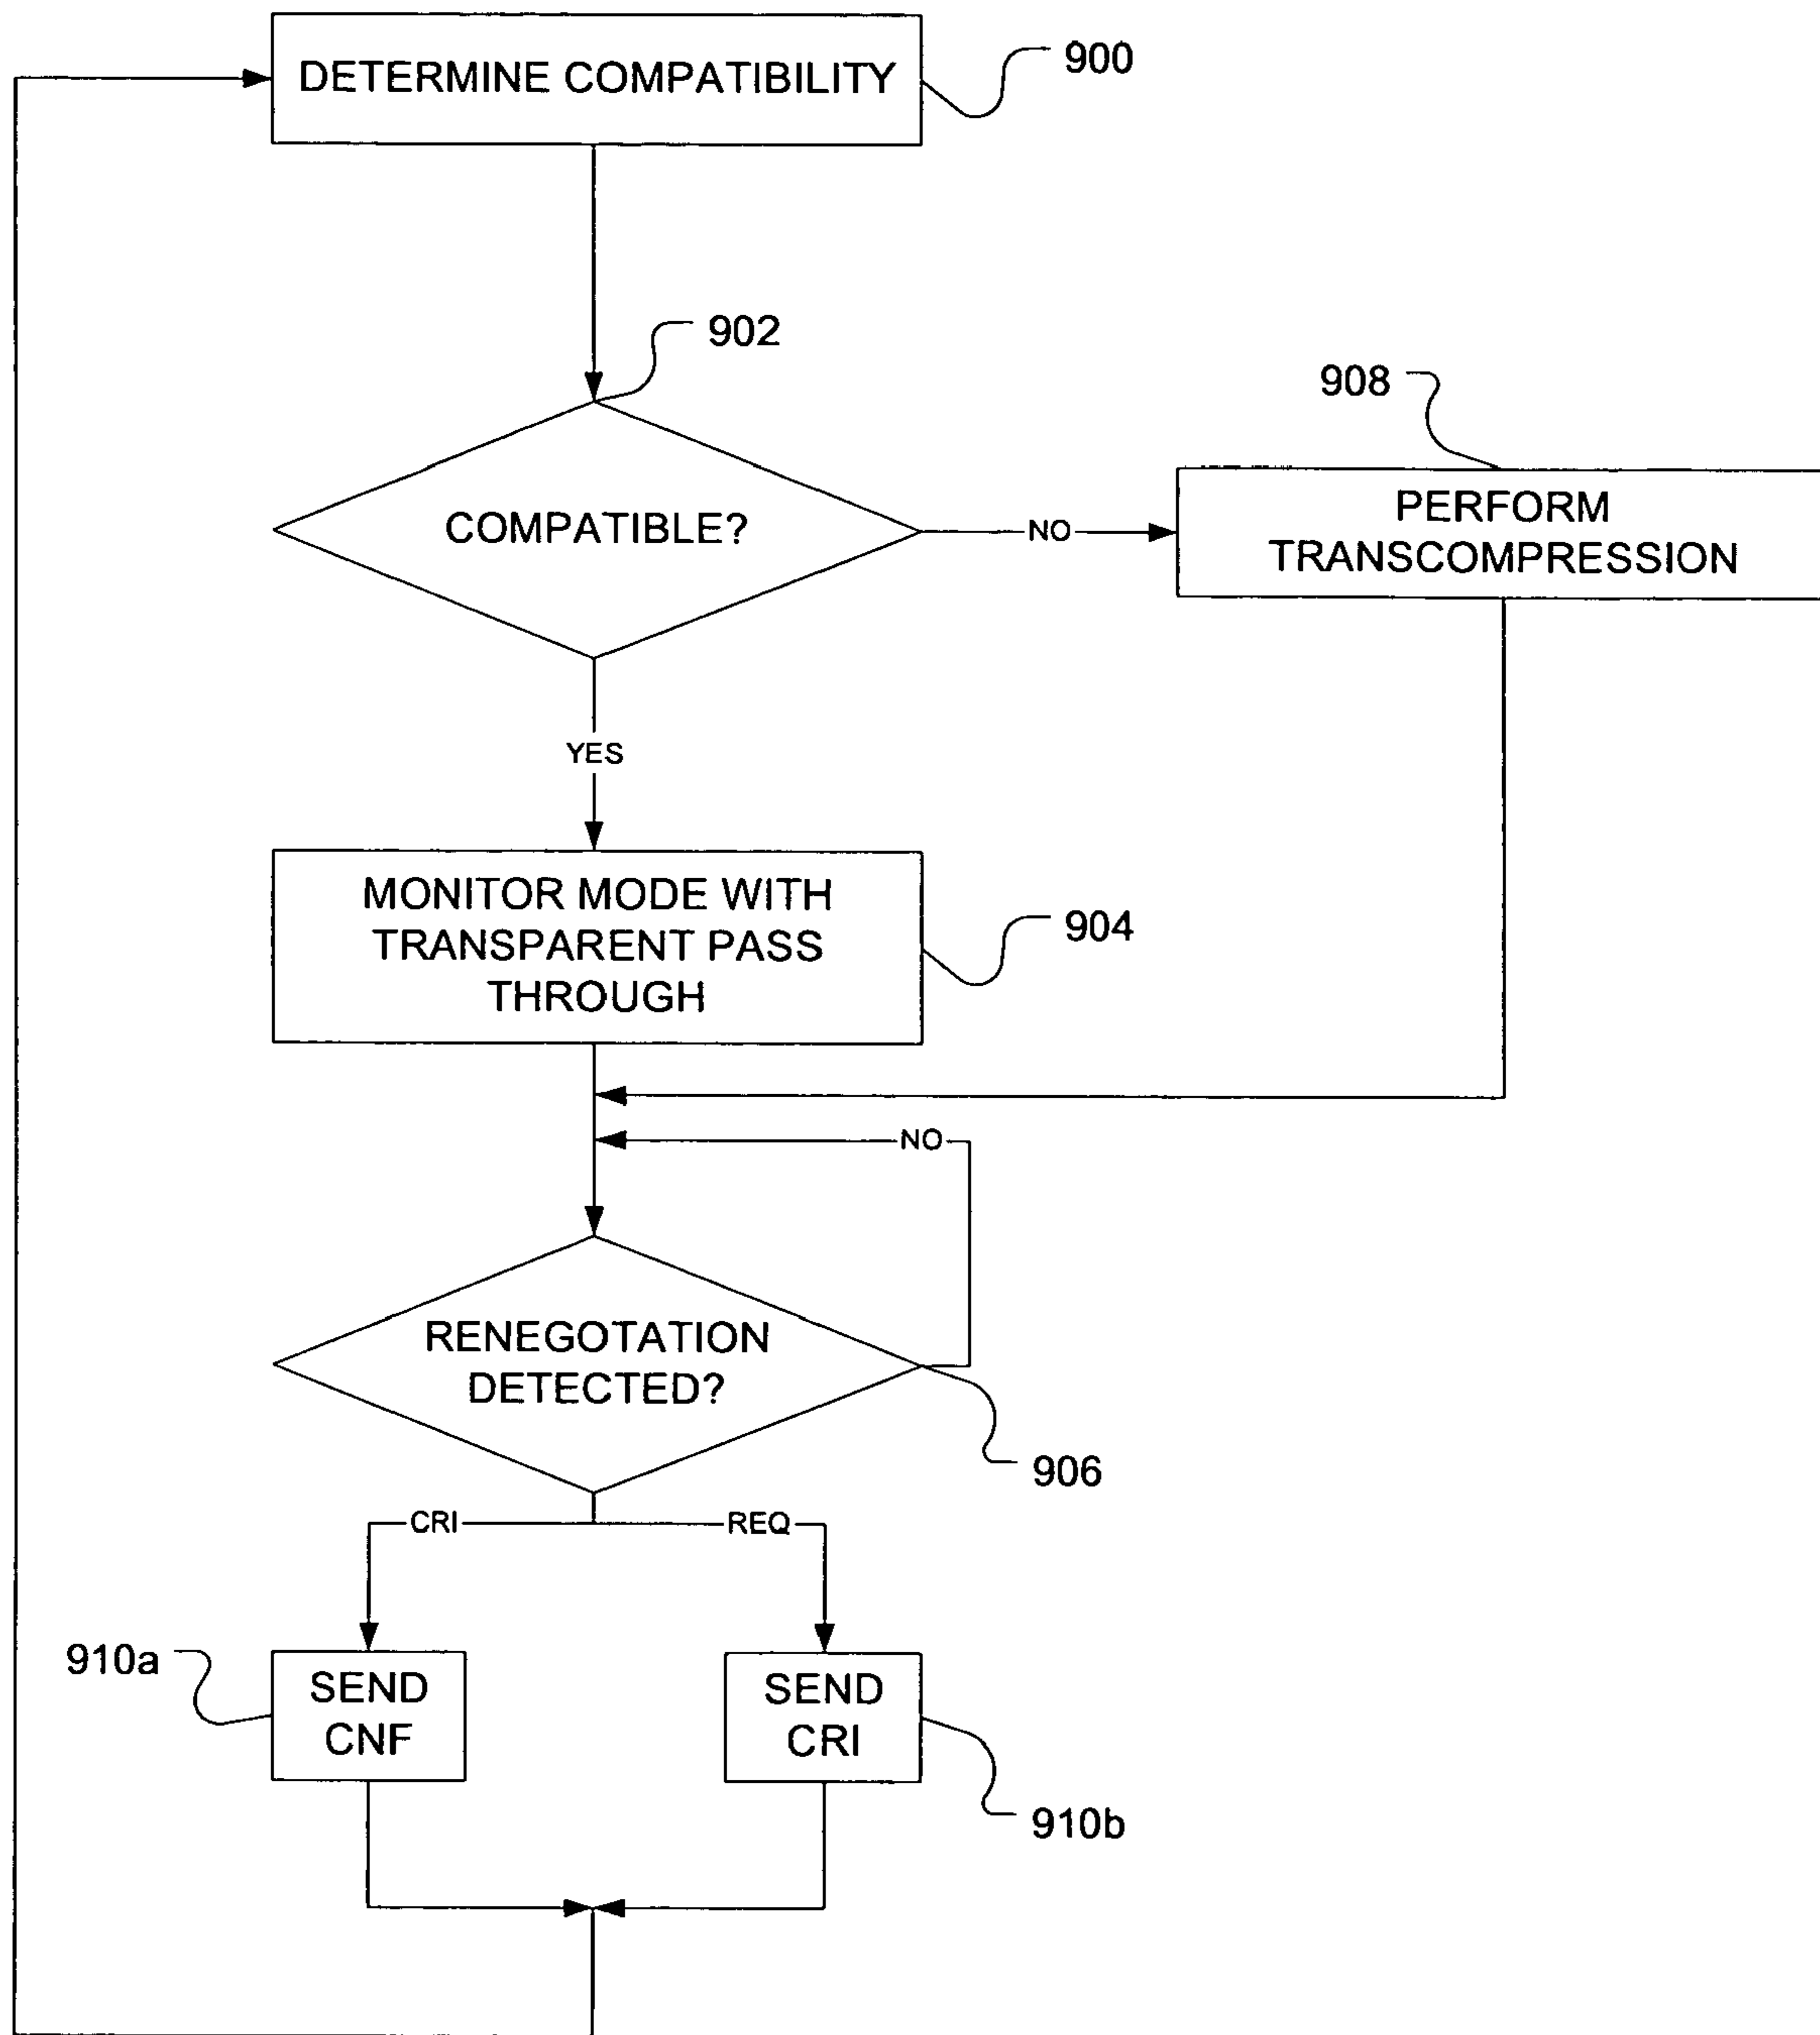 DETERMINE COMPATIBILITY
900
902
COMPATIBLE?
NO
908
PERFORM
TRANSCOMPRESSION
YES
MONITOR MODE WITH
TRANSPARENT PASS
THROUGH
904
NO
RENEGOTATION
DETECTED?
906
CRI
REQ
910a
SEND
CNF
SEND
CRI
910b